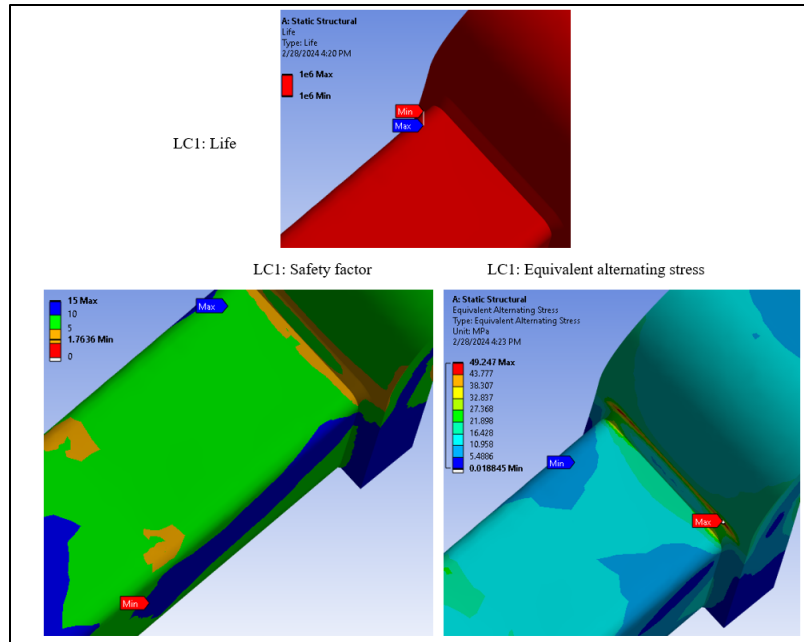 A: Static Structural
Life
Type: Life
2/28/2024 4:20 PM
1e6 Max
1e6 Min
Min
Max
LC1: Life
LC1: Safety factor
LC1: Equivalent alternating stress
15 Max
10
5
1.7636 Min
0
Max
Min
A: Static Structural
Equivalent Alternating Stress
Type: Equivalent Alternating Stress
Unit: MPa
2/28/2024 4:23 PM
49.247 Max
43.777
38.307
32.837
27.368
21.898
16.428
10.958
5.4886
0.018845 Min
Min
Max